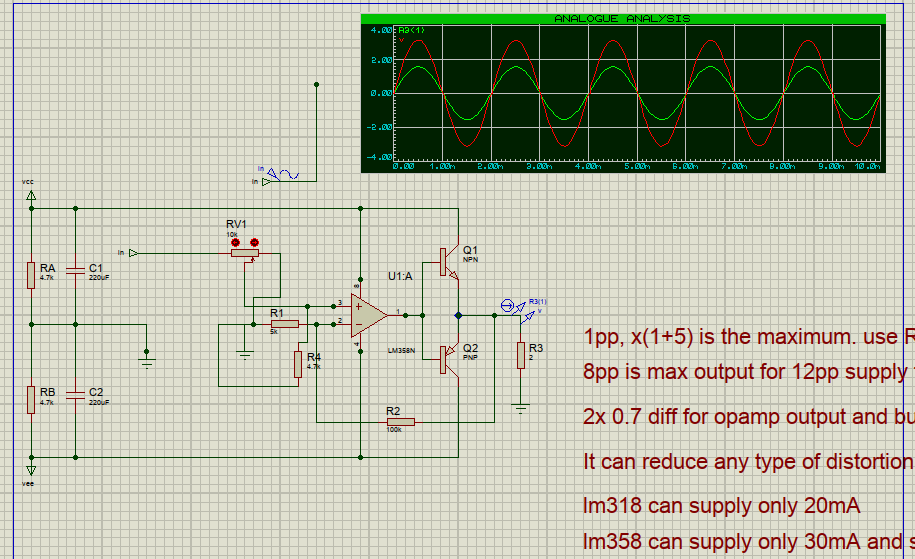 ANALOGUE ANALYSIS
4.00
R3(1)
2.00
0.00
-2.00
-4.00
0.00 1.00m 2.00m 3.00m 4.00m 5.00m 6.00m 7.00m 8.00m 9.00m 10.0m
in
in
vcc
RV1
10k
in
Q1
NPN
RA
4.7k
C1
220uF
U1:A
8
3
1
2
4
LM358N
R1
5k
R3(1)
v
R4
4.7k
Q2
PNP
R3
2
1pp, x(1+5) is the maximum. use R
8pp is max output for 12pp supply
RB
4.7k
C2
220uF
R2
100k
2x 0.7 diff for opamp output and bu
It can reduce any type of distortion
vee
lm318 can supply only 20mA
lm358 can supply only 30mA and s